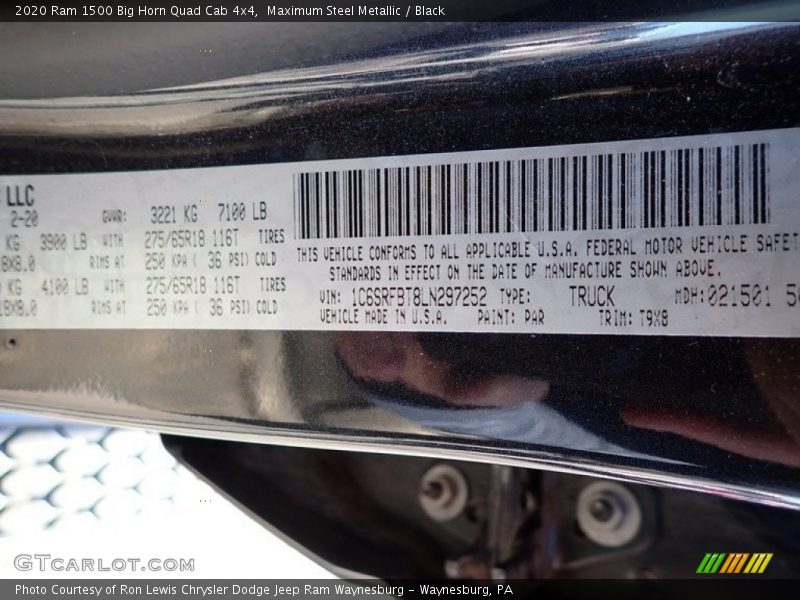 2020 Ram 1500 Big Horn Quad Cab 4x4, Maximum Steel Metallic / Black
LLC
2-20 GVWR: 3221 KG 7100 LB
KG 3900 LB WITH 275/65R18 116T TIRES
18X8.0 RIMS AT 250 KPA ( 36 PSI) COLD
KG 4100 LB WITH 275/65R18 116T TIRES
18X8.0 RIMS AT 250 KPA ( 36 PSI) COLD
THIS VEHICLE CONFORMS TO ALL APPLICABLE U.S.A. FEDERAL MOTOR VEHICLE SAFET
STANDARDS IN EFFECT ON THE DATE OF MANUFACTURE SHOWN ABOVE.
VIN: 1C6SRFBT8LN297252 TYPE: TRUCK MDH:021501 5
VEHICLE MADE IN U.S.A. PAINT: PAR TRIM: T9X8
GTCARLOT.COM
Photo Courtesy of Ron Lewis Chrysler Dodge Jeep Ram Waynesburg - Waynesburg, PA